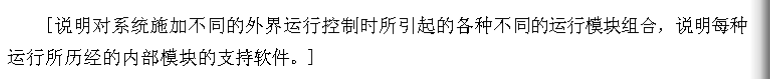 [说明对系统施加不同的外界运行控制时所引起的各种不同的运行模块组合，说明每种
运行所历经的内部模块的支持软件。]